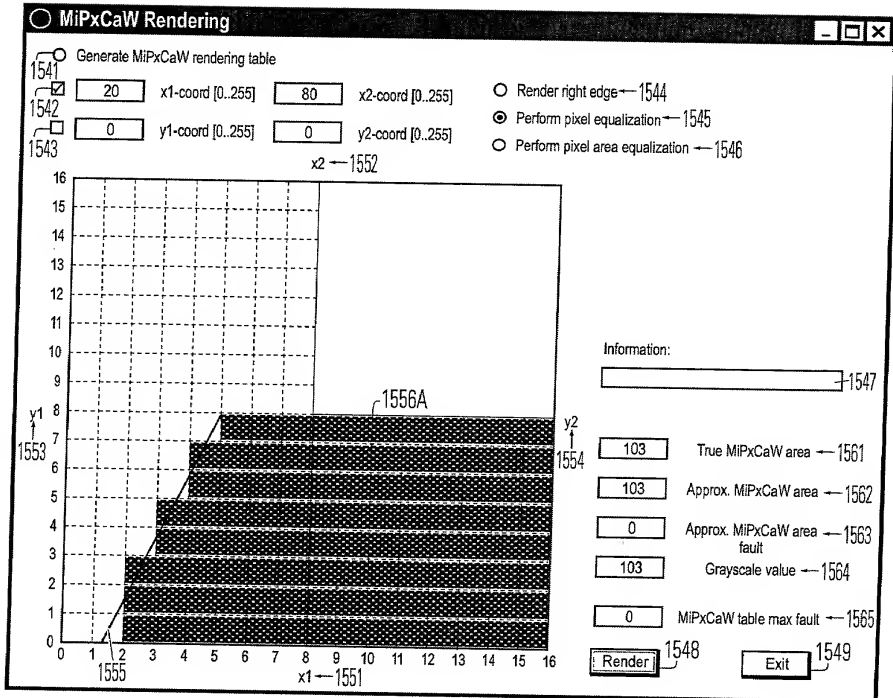 MiPxCaW Rendering
1541 Generate MiPxCaW rendering table
1542 20 x1-coord [0..255] 80 x2-coord [0..255]
1543 0 y1-coord [0..255] 0 y2-coord [0..255]
Render right edge 1544
Perform pixel equalization 1545
Perform pixel area equalization 1546
x2 1552
16
15
14
13
12
11
10
9
8
7
6
5
4
3
2
1
0
y1
1553
1556A
y2
1554
0 1 2 3 4 5 6 7 8 9 10 11 12 13 14 15 16
1555
x1 1551
Information:
1547
103 True MiPxCaW area 1561
103 Approx. MiPxCaW area 1562
0 Approx. MiPxCaW area fault 1563
103 Grayscale value 1564
0 MiPxCaW table max fault 1565
Render 1548
Exit 1549